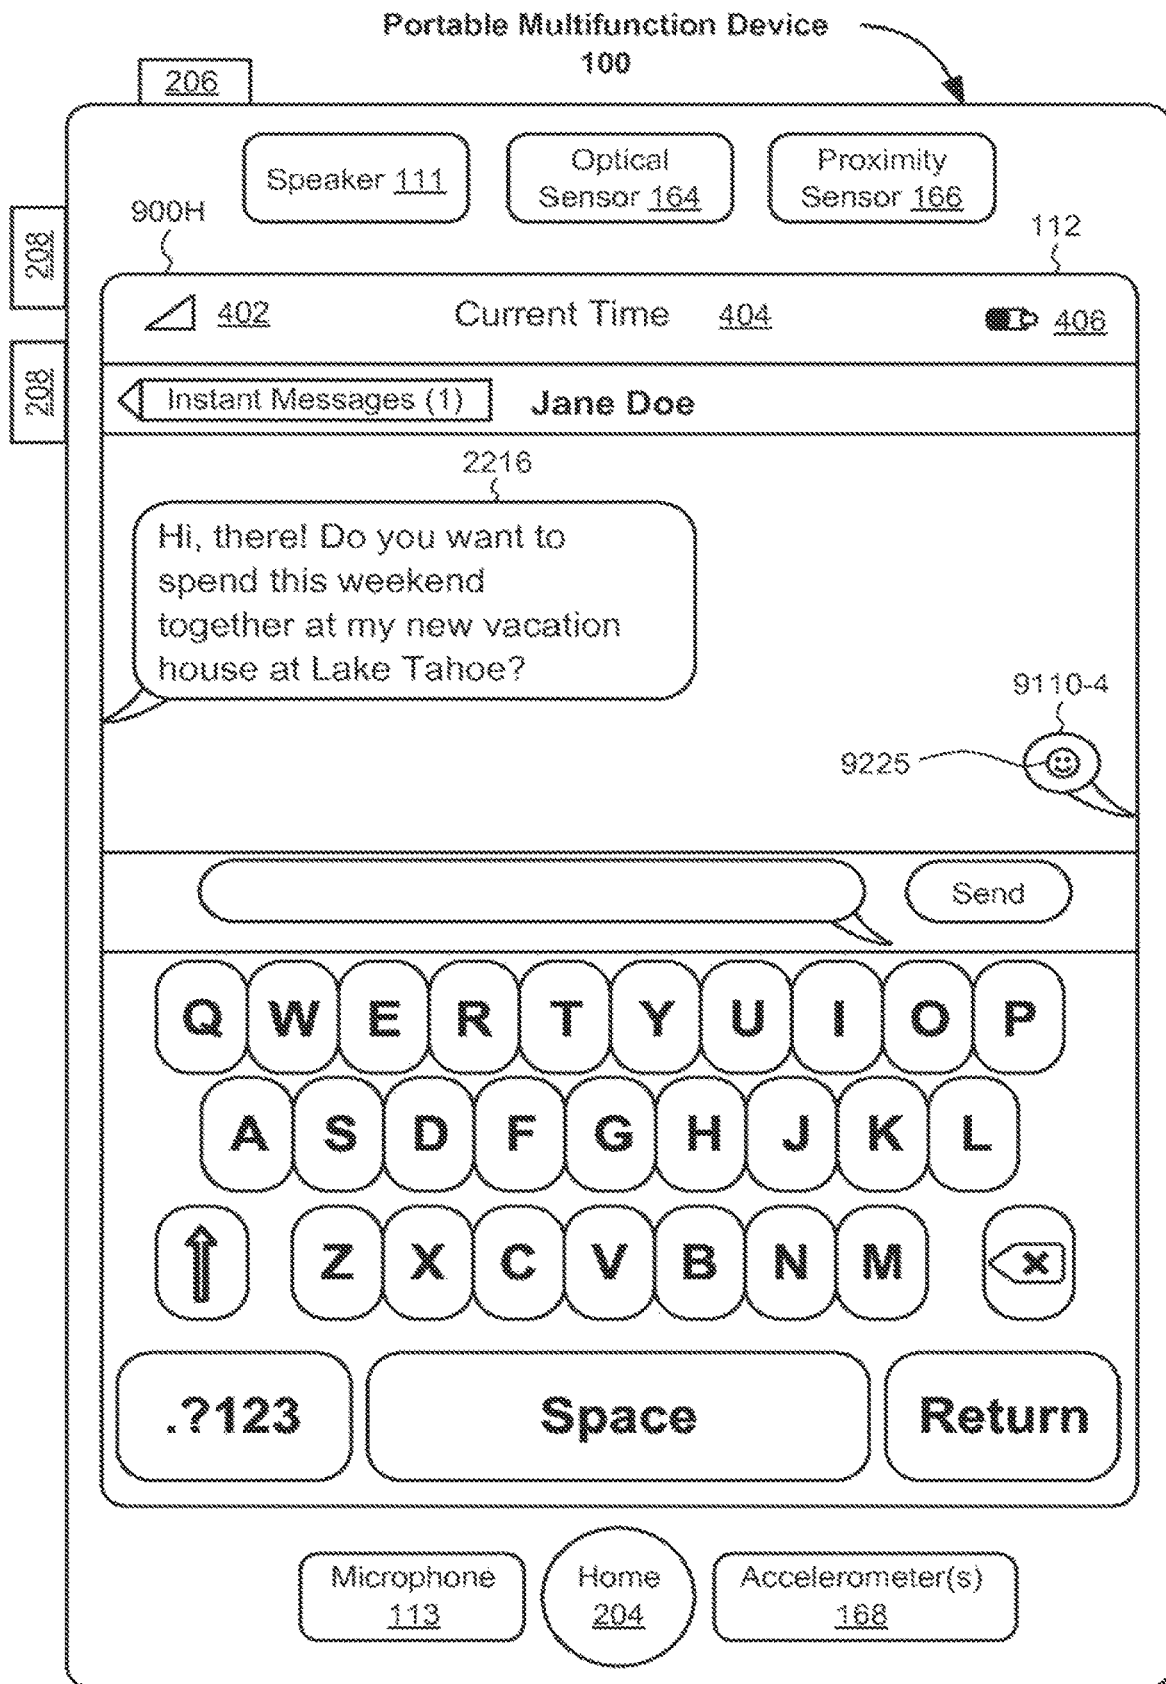 Portable Multifunction Device
100
206
Speaker 111
Optical
Sensor 164
Proximity
Sensor 166
208
208
900H
112
402
Current Time 404
406
Instant Messages (1)
Jane Doe
2216
Hi, there! Do you want to
spend this weekend
together at my new vacation
house at Lake Tahoe?
9110-4
9225
Send
Q W E R T Y U I O P
A S D F G H J K L
Z X C V B N M
.?123 Space Return
Microphone
113
Home
204
Accelerometer(s)
168